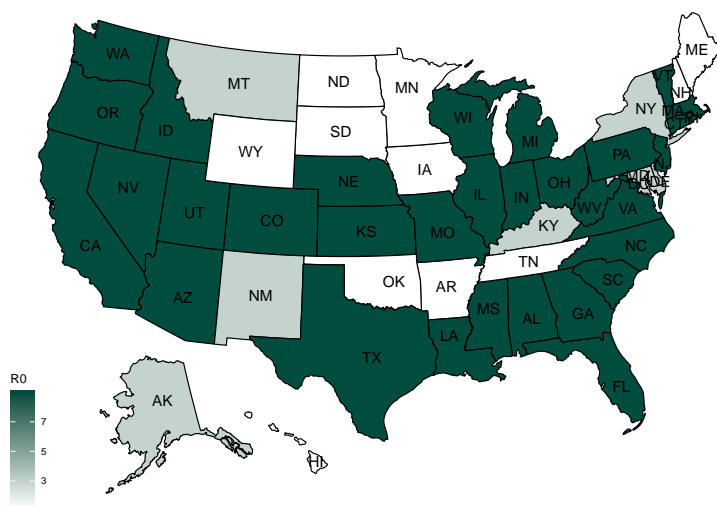 WA
ME
MT
ND
MN
VT
NH
OR
NY
MA
ID
SD
WI
CT
RI
WY
MI
IA
PA
NJ
NE
OH
MD
DE
DC
NV
UT
CO
IL
IN
WV
VA
KS
MO
KY
CA
NC
TN
OK
AZ
NM
AR
SC
MS
AL
GA
LA
TX
R0
FL
AK
7
5
HI
3